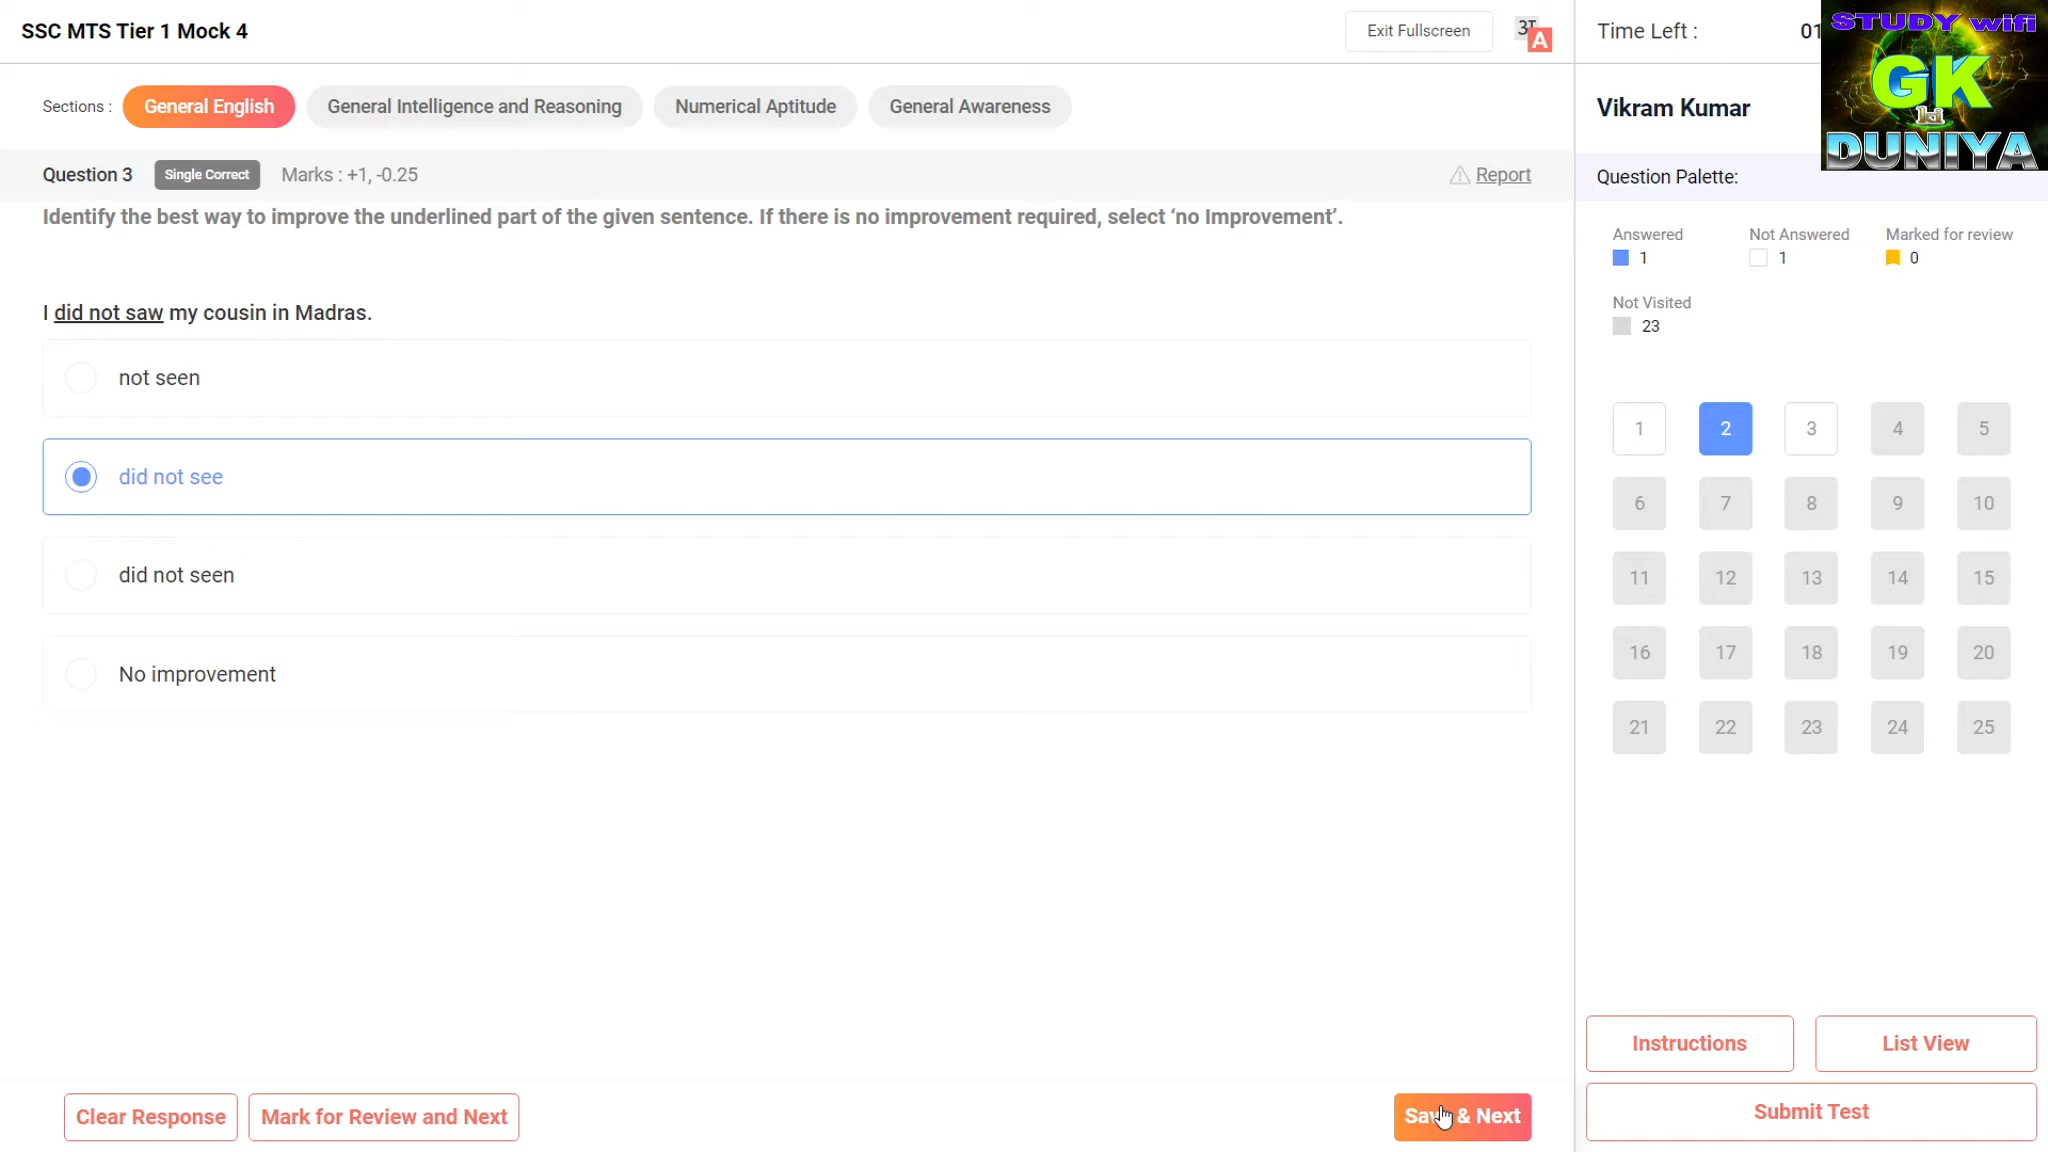 SSC MTS Tier 1 Mock 4
Exit Fullscreen
A
Time Left :
01
STUDY wifi
GK
ki
DUNIYA
Sections :
General English
General Intelligence and Reasoning
Numerical Aptitude
General Awareness
Vikram Kumar
Question 3
Single Correct
Marks : +1, -0.25
Report
Question Palette:
Identify the best way to improve the underlined part of the given sentence. If there is no improvement required, select ‘no Improvement’.
I did not saw my cousin in Madras.
not seen
did not see
did not seen
No improvement
Answered
1
Not Answered
1
Marked for review
0
Not Visited
23
1 2 3 4 5
6 7 8 9 10
11 12 13 14 15
16 17 18 19 20
21 22 23 24 25
Instructions
List View
Clear Response
Mark for Review and Next
Save & Next
Submit Test